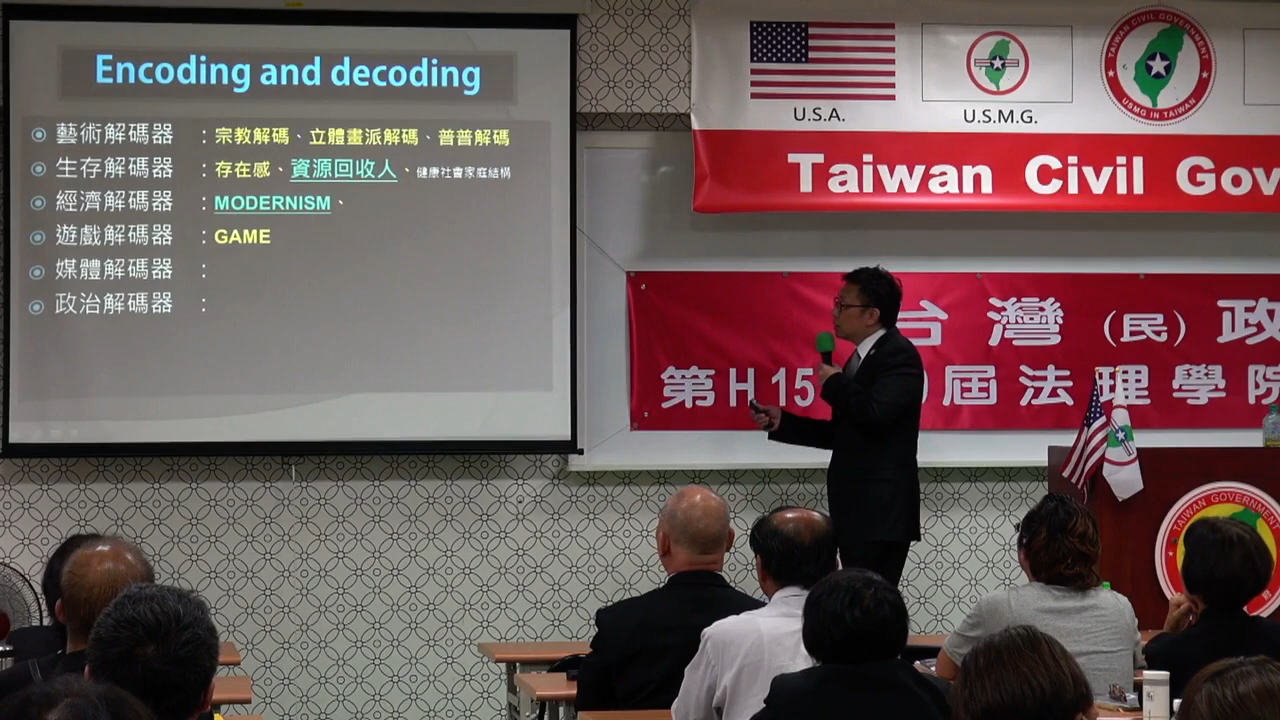 Encoding and decoding
藝術解碼器 ：宗教解碼、立體畫派解碼、普普解碼
生存解碼器 ：存在感、資源回收人、健康社會家庭結構
經濟解碼器 ：MODERNISM、
遊戲解碼器 ：GAME
媒體解碼器 ：
政治解碼器 ：
U.S.A.
U.S.M.G.
TAIWAN CIVIL GOVERNMENT
USMG IN TAIWAN
Taiwan Civil Gov
台灣（民）政
第H15 0屆法理學院
TAIWAN GOVERNMENT